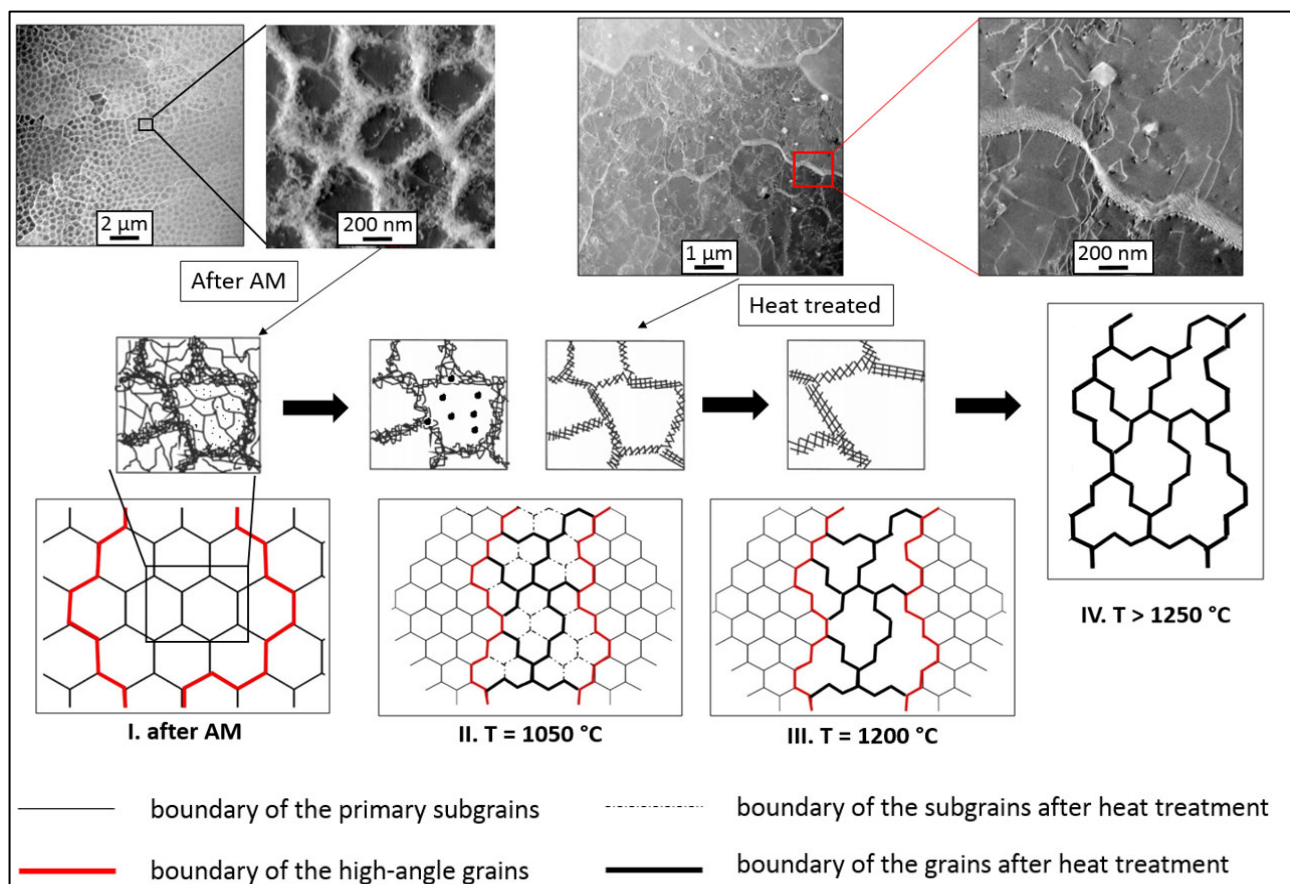 2 µm
200 nm
1 µm
200 nm
After AM
Heat treated
I. after AM
II. T = 1050 °C
III. T = 1200 °C
IV. T > 1250 °C
boundary of the primary subgrains
boundary of the subgrains after heat treatment
boundary of the high-angle grains
boundary of the grains after heat treatment